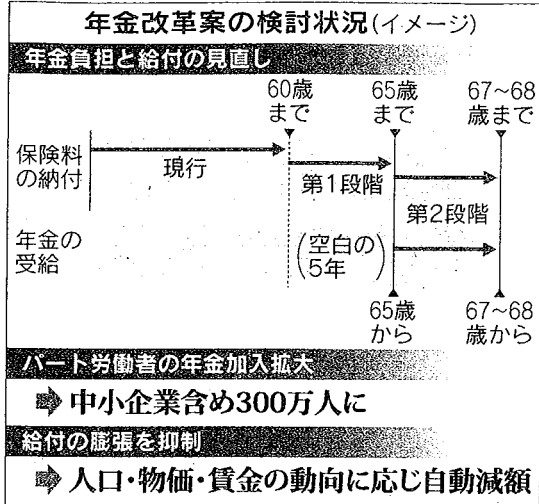 年金改革案の検討状況(イメージ)
年金負担と給付の見直し
60歳まで
65歳まで
67~68歳まで
保険料の納付
現行
第1段階
第2段階
年金の受給
(空白の5年)
65歳から
67~68歳から
パート労働者の年金加入拡大
➡中小企業含め300万人に
給付の膨張を抑制
➡人口・物価・賃金の動向に応じ自動減額